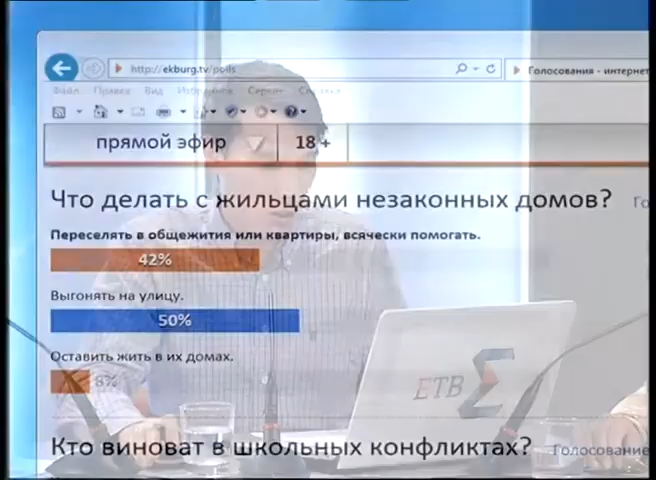 http://ekburg.tv/polls
Голосования - интернет
Файл Правка Вид Избранное Сервис Справка
прямой эфир 18+
Что делать с жильцами незаконных домов? Го
Переселять в общежития или квартиры, всячески помогать.
42%
Выгонять на улицу.
50%
Оставить жить в их домах.
8%
ЕТВ
Кто виноват в школьных конфликтах? Голосование